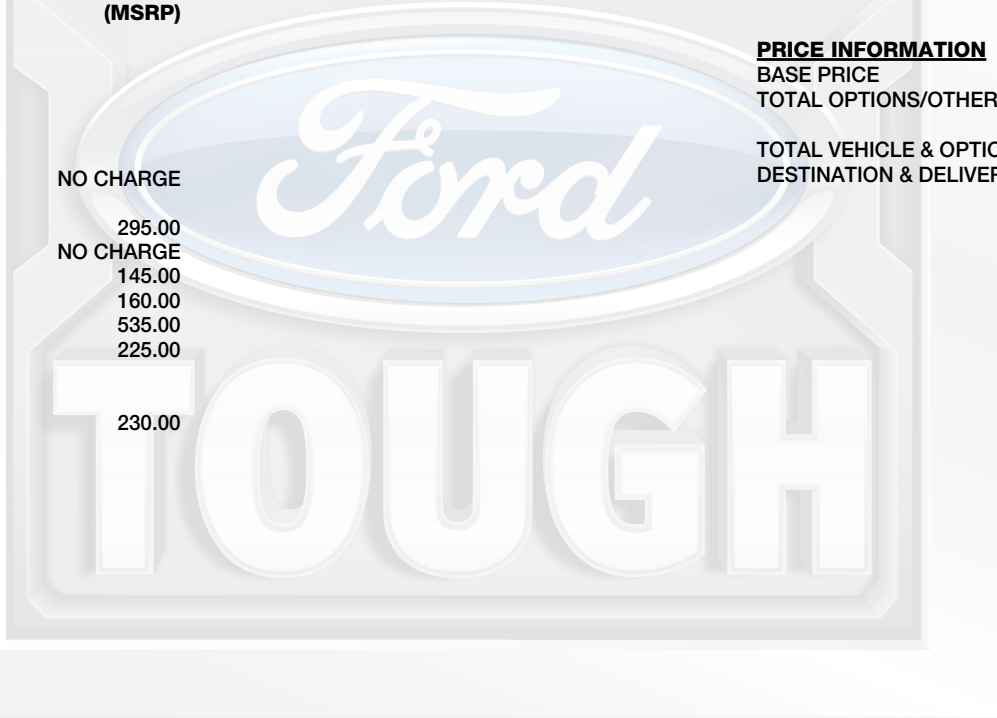 (MSRP)
NO CHARGE
295.00
NO CHARGE
145.00
160.00
535.00
225.00
230.00
PRICE INFORMATION
BASE PRICE
TOTAL OPTIONS/OTHER
TOTAL VEHICLE & OPTIO
DESTINATION & DELIVER
Ford
TOUGH